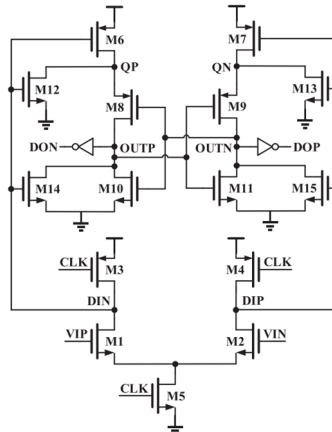 M6 M7
QP QN
M12 M13
M8 M9
DON OUTP OUTN DOP
M14 M10 M11 M15
CLK CLK
M3 M4
DIN DIP
VIP VIN
M1 M2
CLK
M5